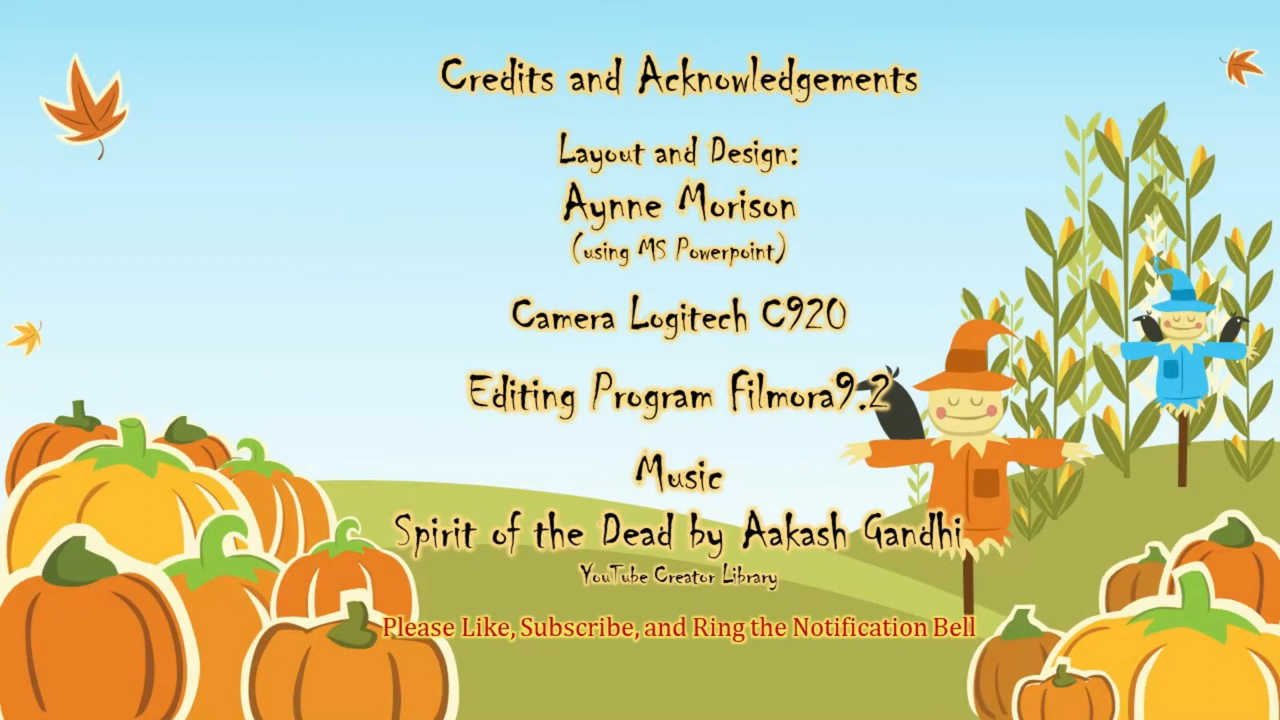 Credits and Acknowledgements
Layout and Design:
Aynne Morison
(using MS Powerpoint)
Camera Logitech C920
Editing Program Filmora9.2
Music
Spirit of the Dead by Aakash Gandhi
YouTube Creator Library
Please Like, Subscribe, and Ring the Notification Bell